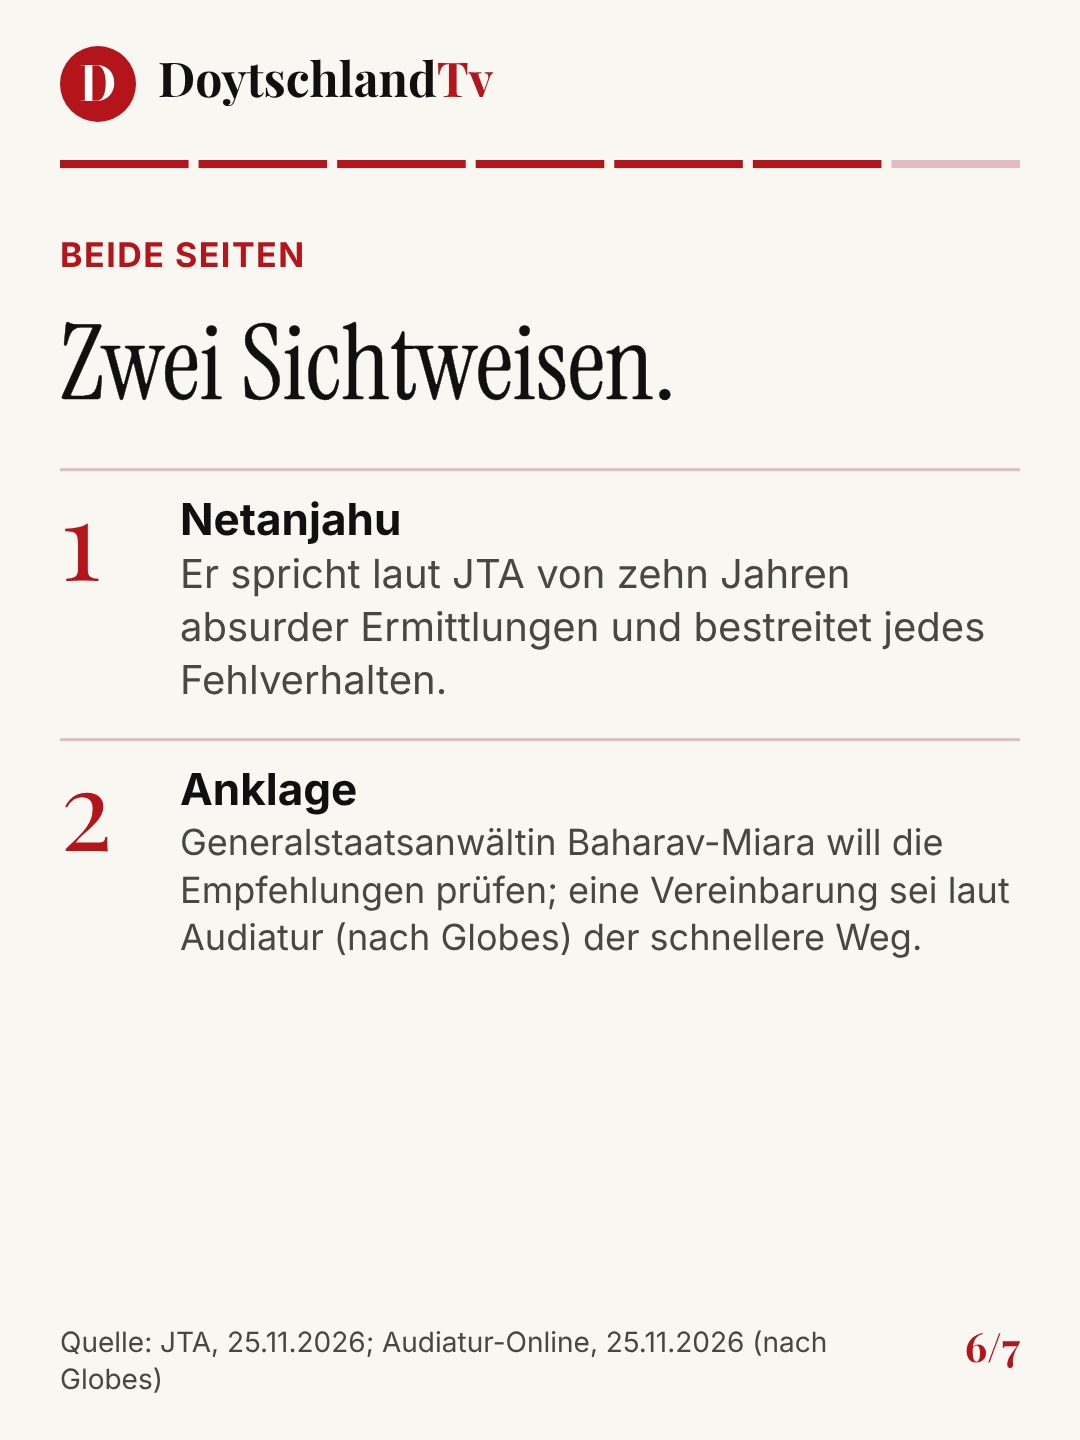 D DoytschlandTv
BEIDE SEITEN
Zwei Sichtweisen.
1
Netanjahu
Er spricht laut JTA von zehn Jahren
absurder Ermittlungen und bestreitet jedes
Fehlverhalten.
2
Anklage
Generalstaatsanwältin Baharav-Miara will die
Empfehlungen prüfen; eine Vereinbarung sei laut
Audiatur (nach Globes) der schnellere Weg.
Quelle: JTA, 25.11.2026; Audiatur-Online, 25.11.2026 (nach
Globes)
6/7